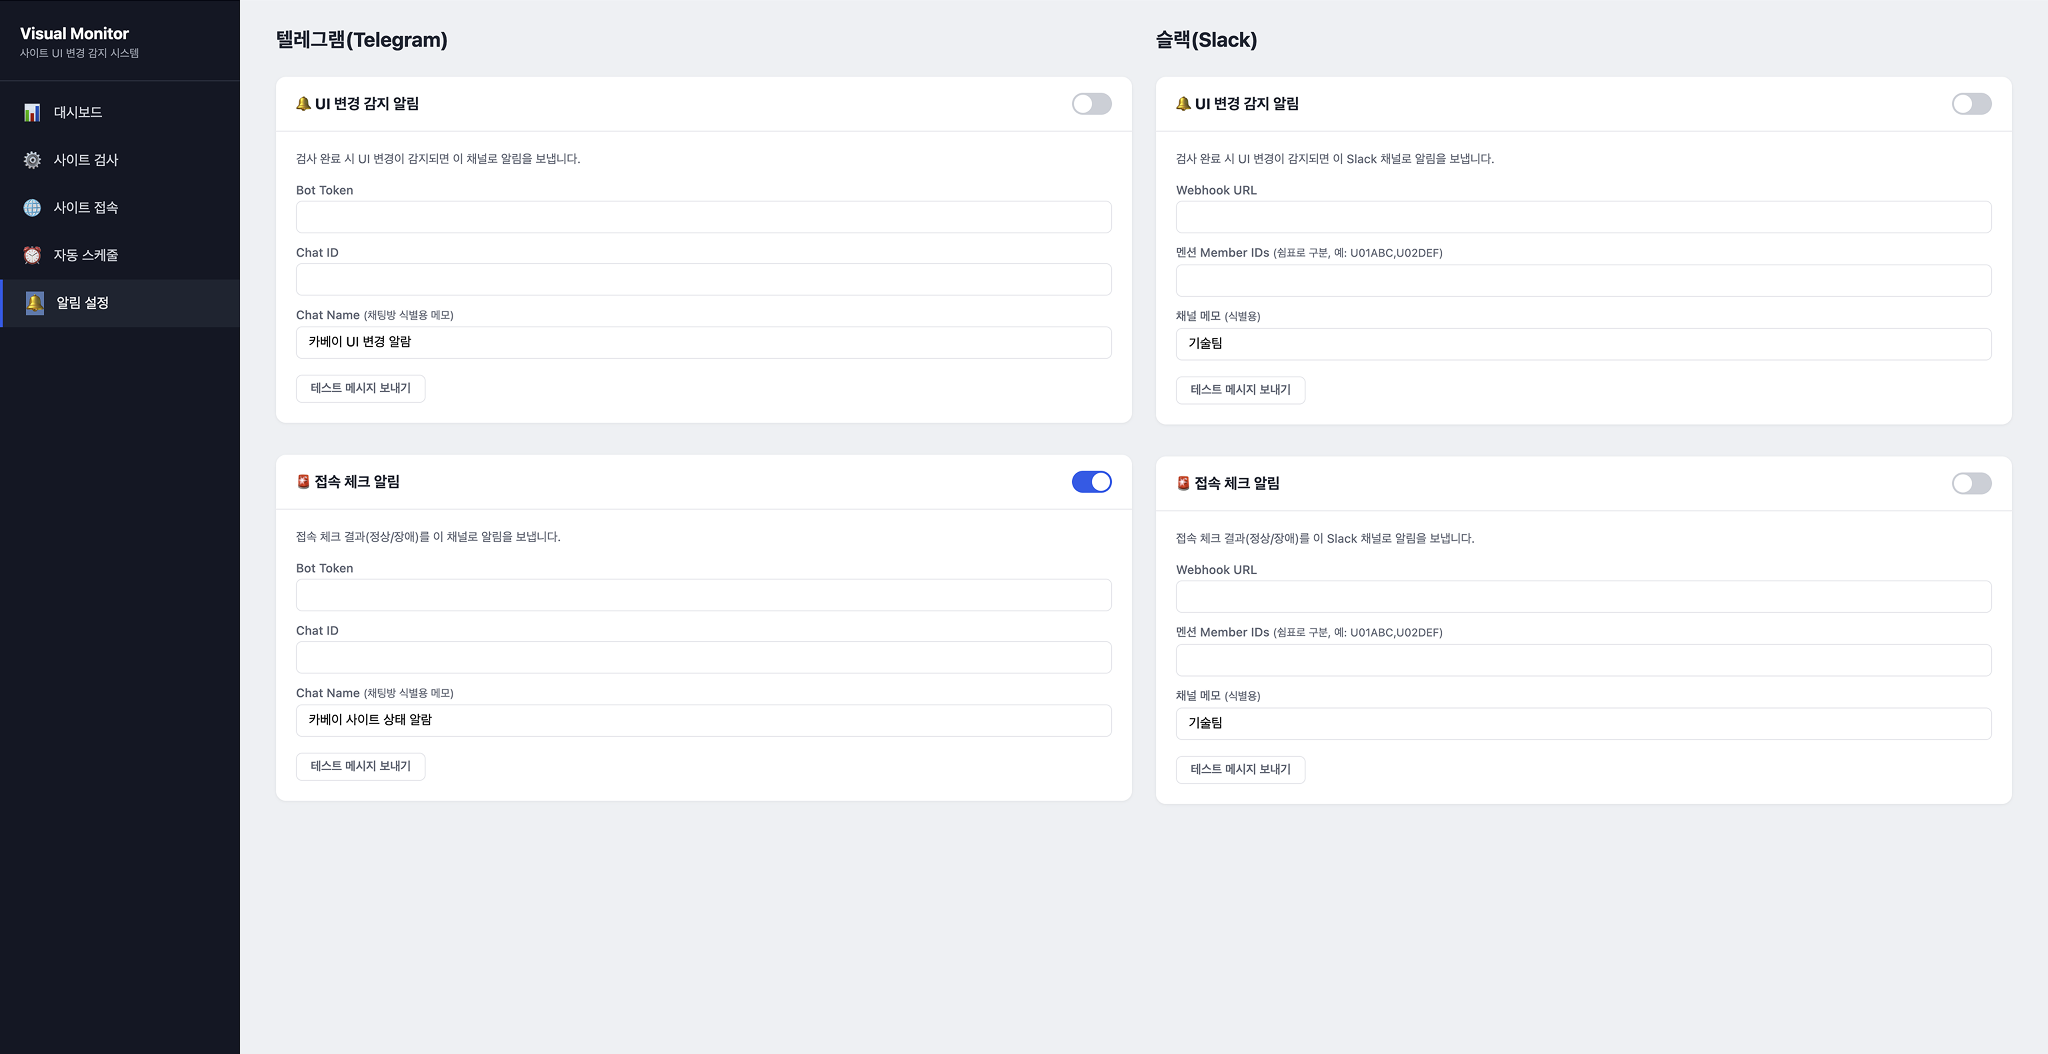 Visual Monitor
사이트 UI 변경 감지 시스템
대시보드
사이트 검사
사이트 접속
자동 스케줄
알림 설정
텔레그램(Telegram)
UI 변경 감지 알림
검사 완료 시 UI 변경이 감지되면 이 채널로 알림을 보냅니다.
Bot Token
Chat ID
Chat Name (채팅방 식별용 메모)
카베이 UI 변경 알람
테스트 메시지 보내기
접속 체크 알림
접속 체크 결과(정상/장애)를 이 채널로 알림을 보냅니다.
Bot Token
Chat ID
Chat Name (채팅방 식별용 메모)
카베이 사이트 상태 알람
테스트 메시지 보내기
슬랙(Slack)
UI 변경 감지 알림
검사 완료 시 UI 변경이 감지되면 이 Slack 채널로 알림을 보냅니다.
Webhook URL
멘션 Member IDs (쉼표로 구분, 예: U01ABC,U02DEF)
채널 메모 (식별용)
기술팀
테스트 메시지 보내기
접속 체크 알림
접속 체크 결과(정상/장애)를 이 Slack 채널로 알림을 보냅니다.
Webhook URL
멘션 Member IDs (쉼표로 구분, 예: U01ABC,U02DEF)
채널 메모 (식별용)
기술팀
테스트 메시지 보내기